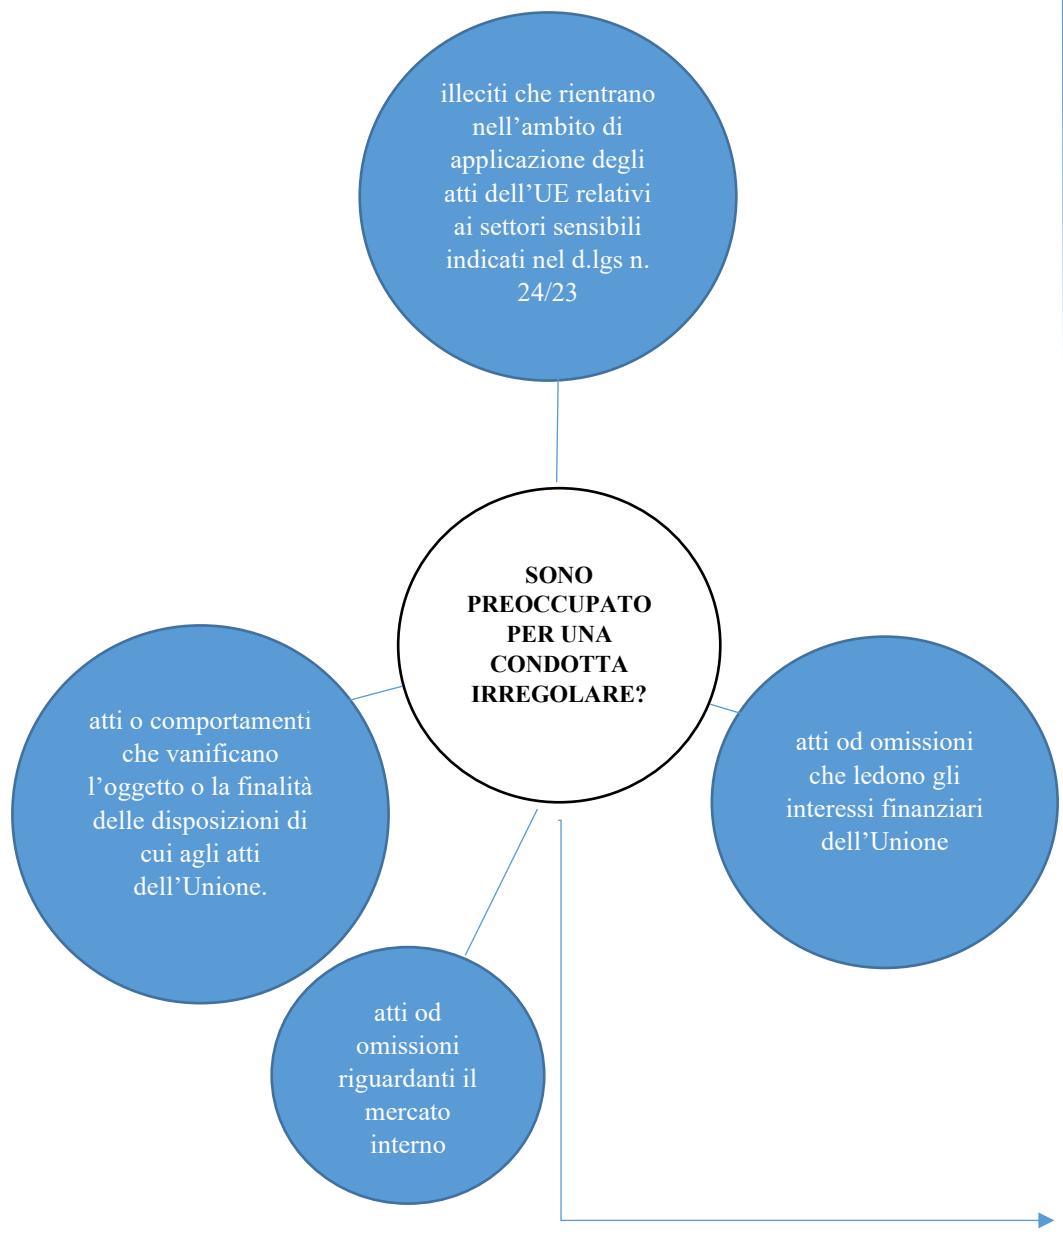 illeciti che rientrano
nell’ambito di
applicazione degli
atti dell’UE relativi
ai settori sensibili
indicati nel d.lgs n.
24/23
SONO
PREOCCUPATO
PER UNA
CONDOTTA
IRREGOLARE?
atti o comportamenti
che vanificano
l’oggetto o la finalità
delle disposizioni di
cui agli atti
dell’Unione.
atti od omissioni
che ledono gli
interessi finanziari
dell’Unione
atti od
omissioni
riguardanti il
mercato
interno